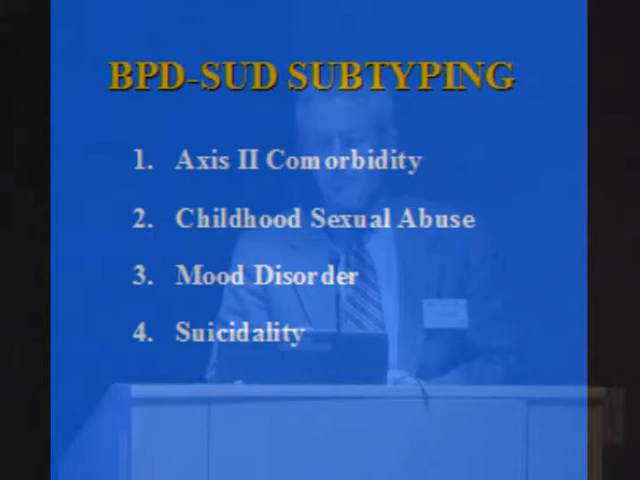 BPD-SUD SUBTYPING
1. Axis II Comorbidity
2. Childhood Sexual Abuse
3. Mood Disorder
4. Suicidality